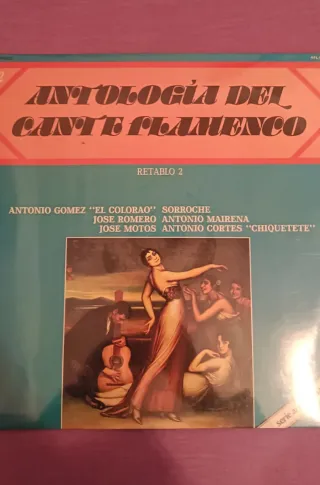 2
ANTOLOGÍA DEL
CANTE FLAMENCO
RETABLO 2
ANTONIO GOMEZ "EL COLORAO" SORROCHE
JOSE ROMERO ANTONIO MAIRENA
JOSE MOTOS ANTONIO CORTES "CHIQUETETE"